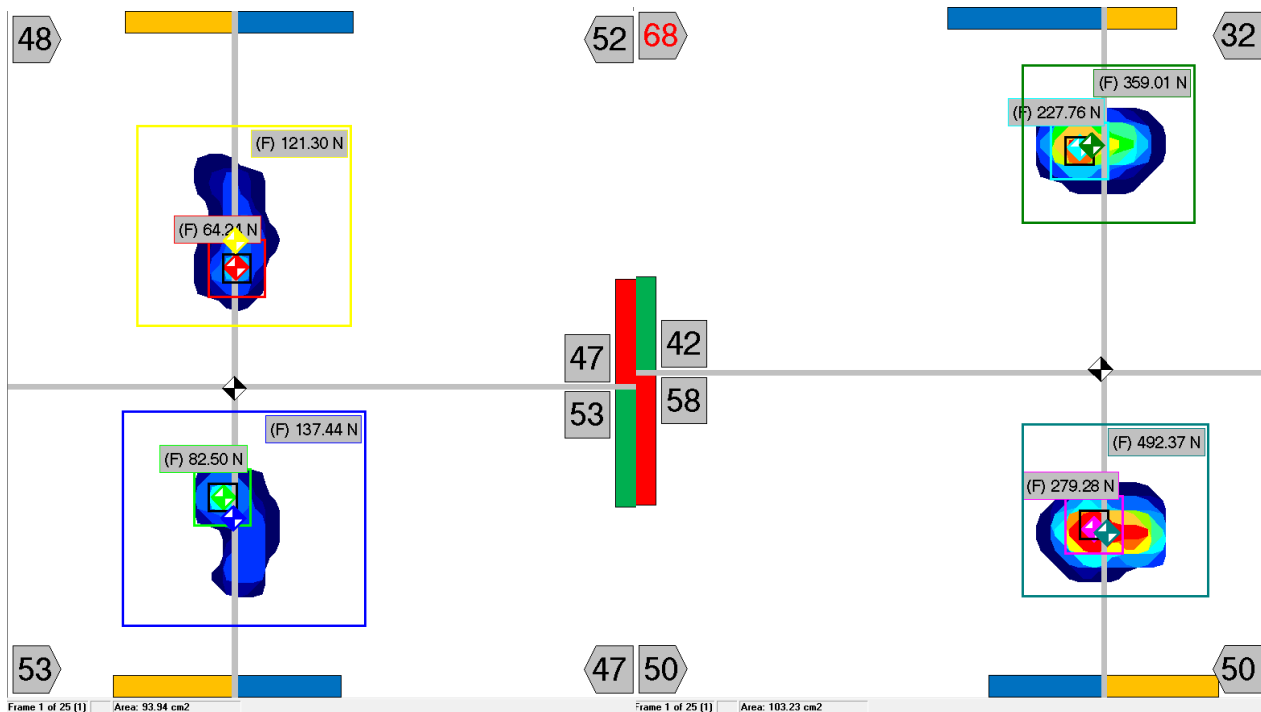 48
52
68
32
(F) 121.30 N
(F) 64.24 N
(F) 359.01 N
(F) 227.76 N
47
53
42
58
(F) 137.44 N
(F) 82.50 N
(F) 492.37 N
(F) 279.28 N
53
47
50
50
Frame 1 of 25 (1) Area: 93.94 cm2
Frame 1 of 25 (1) Area: 103.23 cm2